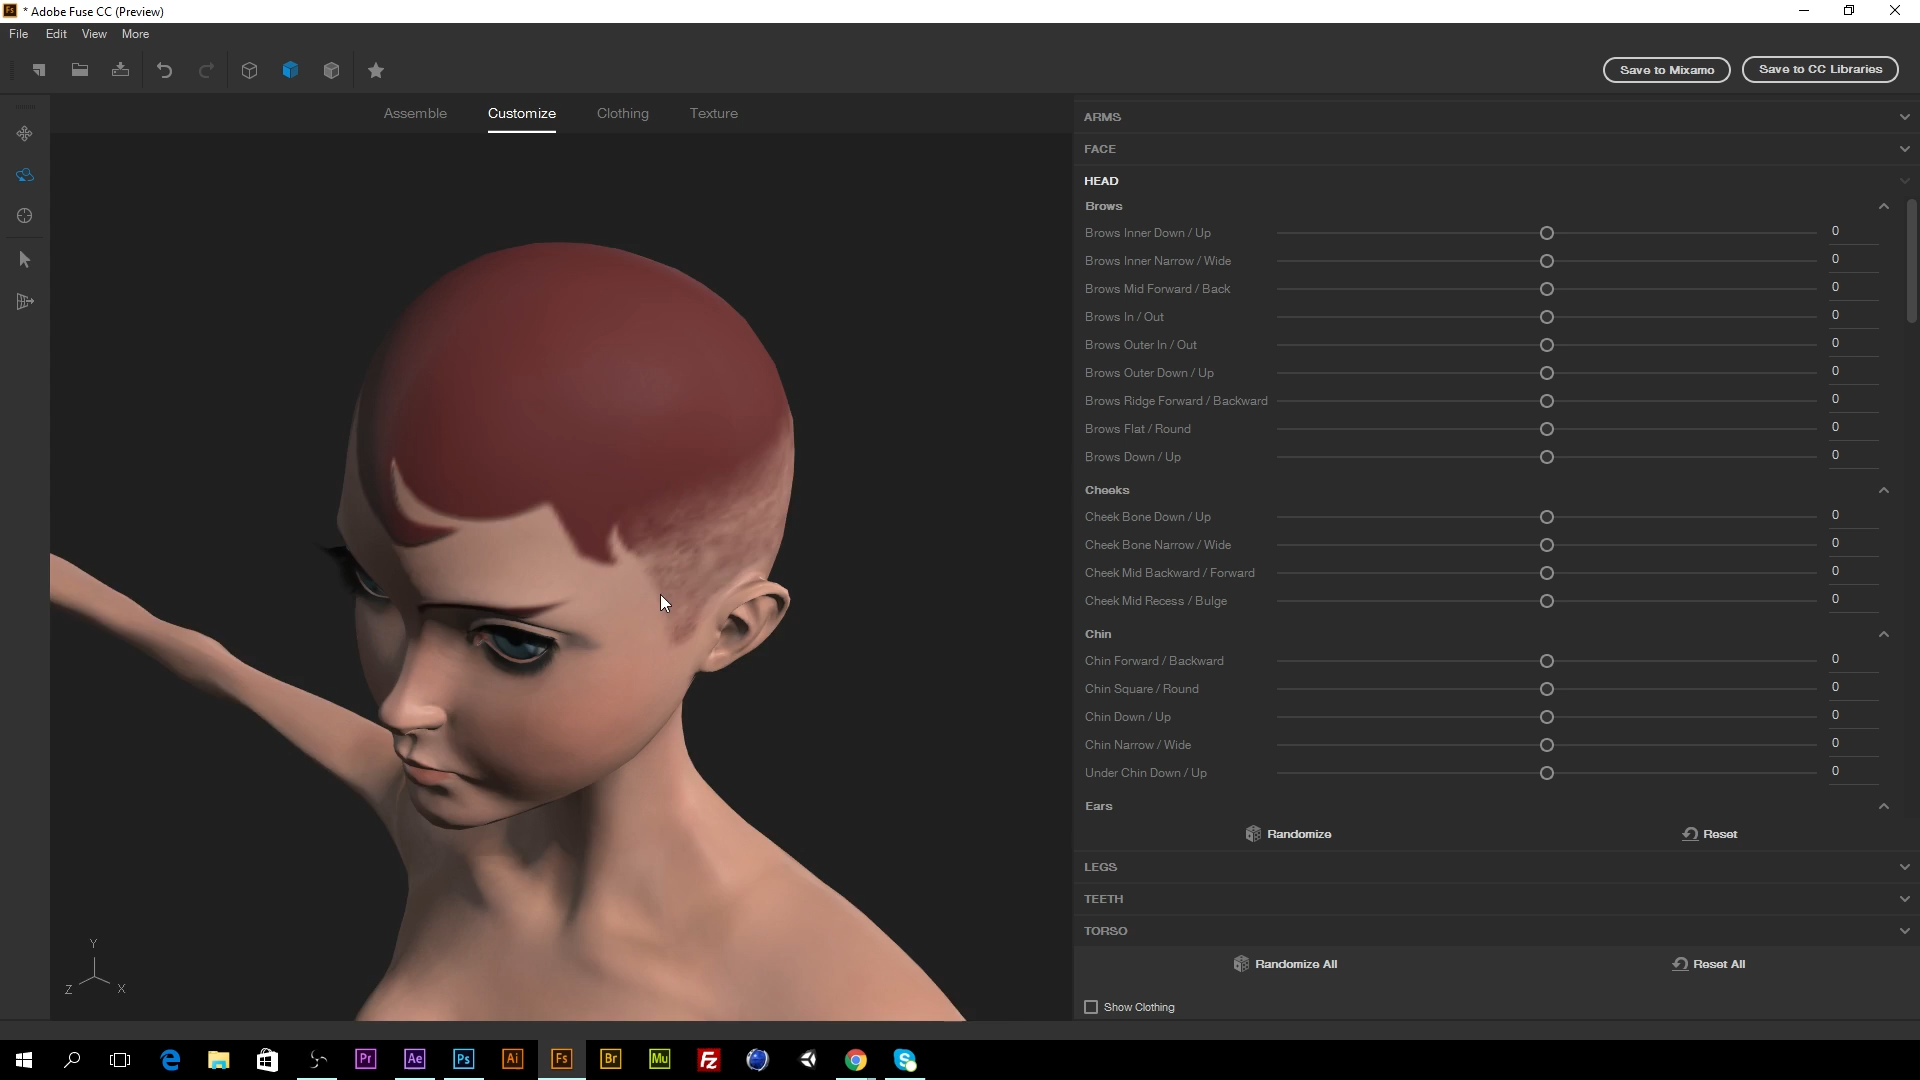 Fs * Adobe Fuse CC (Preview)
File Edit View More
Save to Mixamo Save to CC Libraries
Assemble Customize Clothing Texture
ARMS
FACE
HEAD
Brows
Brows Inner Down / Up 0
Brows Inner Narrow / Wide 0
Brows Mid Forward / Back 0
Brows In / Out 0
Brows Outer In / Out 0
Brows Outer Down / Up 0
Brows Ridge Forward / Backward 0
Brows Flat / Round 0
Brows Down / Up 0
Cheeks
Cheek Bone Down / Up 0
Cheek Bone Narrow / Wide 0
Cheek Mid Backward / Forward 0
Cheek Mid Recess / Bulge 0
Chin
Chin Forward / Backward 0
Chin Square / Round 0
Chin Down / Up 0
Chin Narrow / Wide 0
Under Chin Down / Up 0
Ears
Randomize Reset
LEGS
TEETH
TORSO
Randomize All Reset All
Show Clothing
Y
Z X
Pr Ae Ps Ai Fs Br Mu Fz S